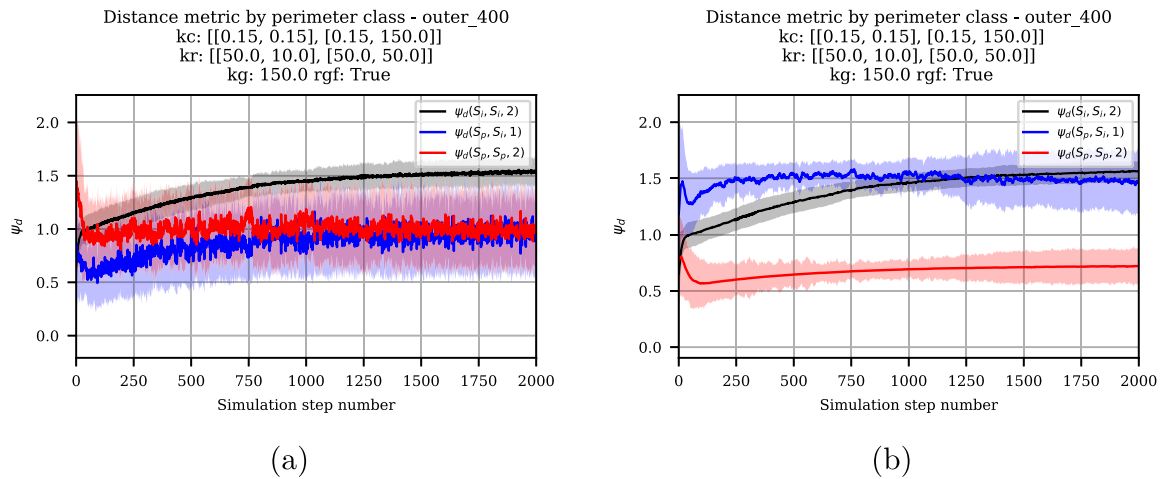 Distance metric by perimeter class - outer_400
kc: [[0.15, 0.15], [0.15, 150.0]]
kr: [[50.0, 10.0], [50.0, 50.0]]
kg: 150.0 rgf: True
ψd(Si, Si, 2)
ψd(Sp, Si, 1)
ψd(Sp, Sp, 2)
2.0
1.5
1.0
0.5
0.0
ψd
0 250 500 750 1000 1250 1500 1750 2000
Simulation step number
(a)
Distance metric by perimeter class - outer_400
kc: [[0.15, 0.15], [0.15, 150.0]]
kr: [[50.0, 10.0], [50.0, 50.0]]
kg: 150.0 rgf: True
ψd(Si, Si, 2)
ψd(Sp, Si, 1)
ψd(Sp, Sp, 2)
2.0
1.5
1.0
0.5
0.0
ψd
0 250 500 750 1000 1250 1500 1750 2000
Simulation step number
(b)